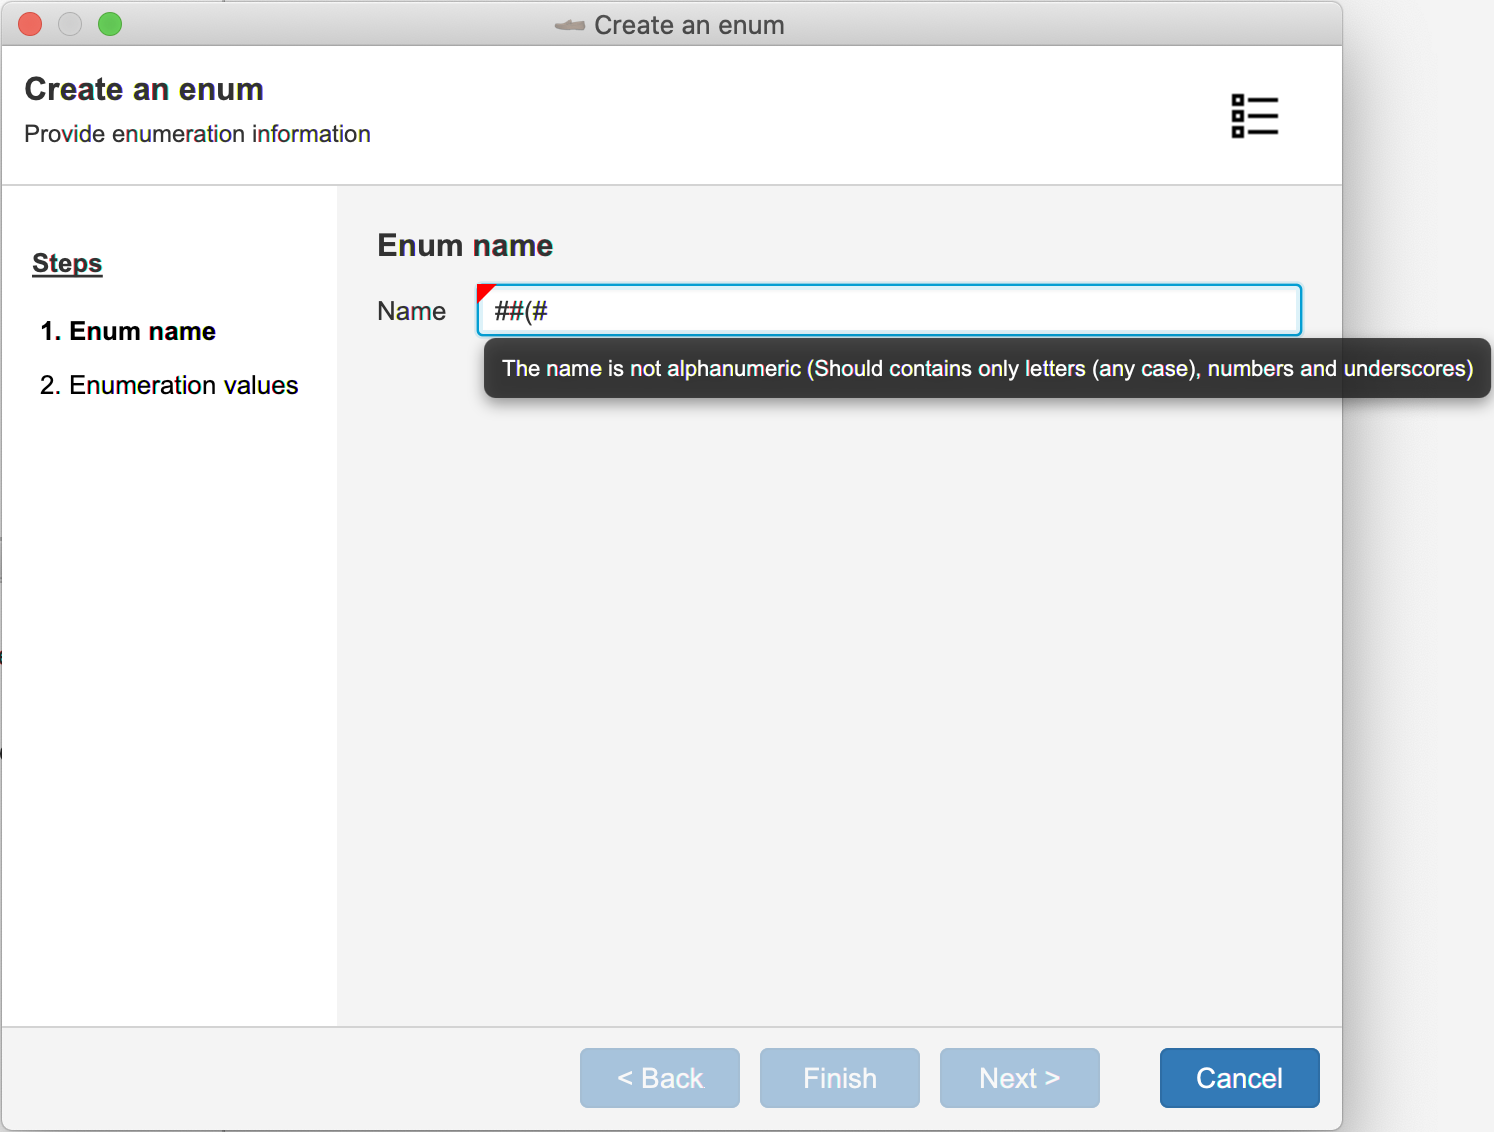 Create an enum
Create an enum
Provide enumeration information
Steps
1. Enum name
2. Enumeration values
Enum name
Name
##(#
The name is not alphanumeric (Should contains only letters (any case), numbers and underscores)
< Back
Finish
Next >
Cancel